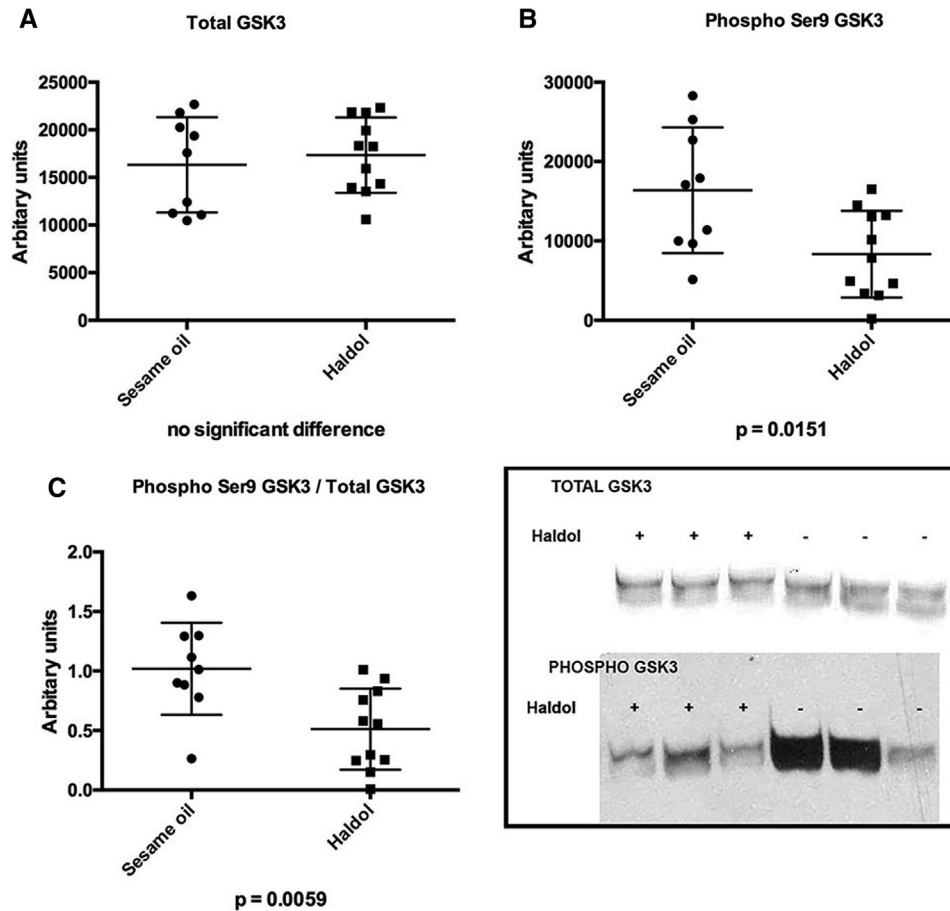 A
Total GSK3
25000
20000
15000
10000
5000
0
Arbitary units
Sesame oil
Haldol
no significant difference
B
Phospho Ser9 GSK3
30000
20000
10000
0
Arbitary units
Sesame oil
Haldol
p = 0.0151
C
Phospho Ser9 GSK3 / Total GSK3
2.0
1.5
1.0
0.5
0.0
Arbitary units
Sesame oil
Haldol
p = 0.0059
TOTAL GSK3
Haldol + + + - - -
PHOSPHO GSK3
Haldol + + + - - -